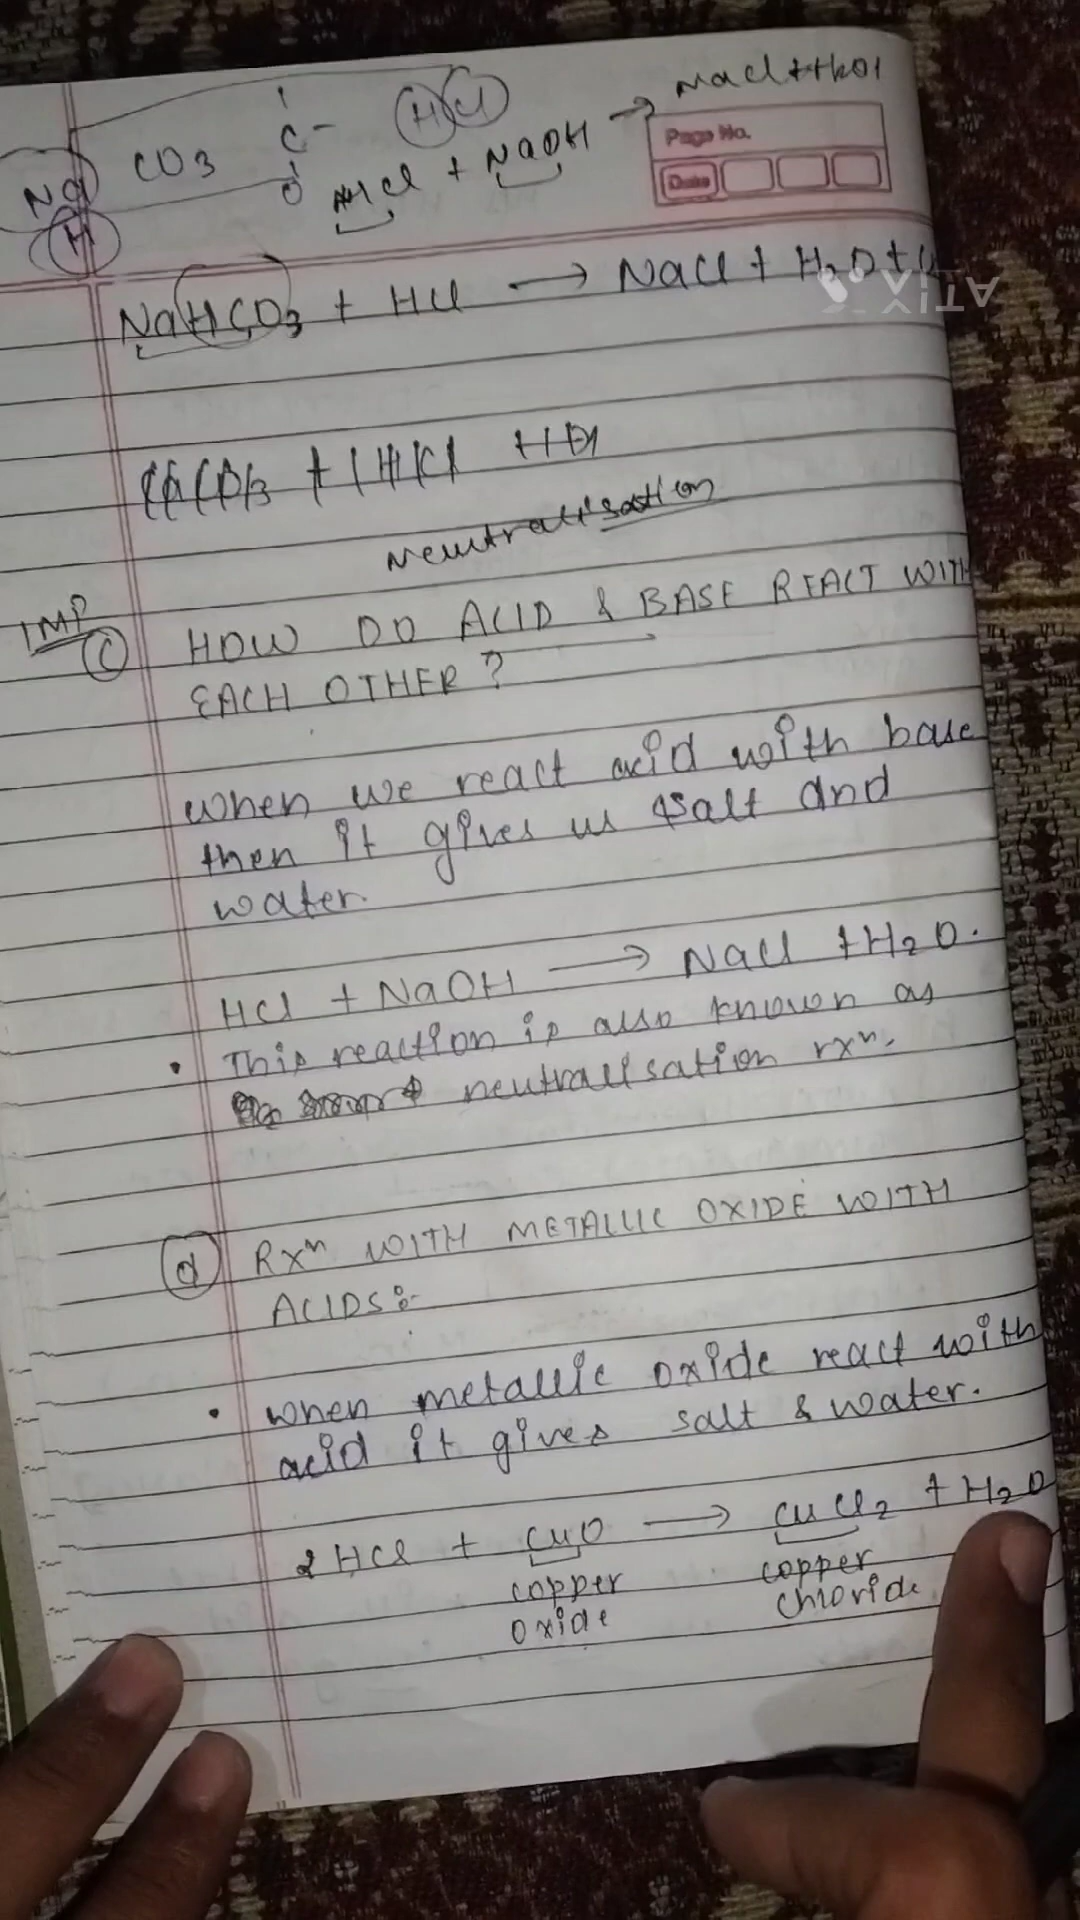 NaCl + H2O
Page No.
Date
CO3
C
O
H Cl
HCl + NaOH →
Na
H
NaHCO3 + HCl → NaCl + H2O + C
VIXITA
Neutralisation
IMP
(C) HOW DO ACID & BASE REACT WITH
EACH OTHER?
when we react acid with base
then it gives us salt and
water.
HCl + NaOH → NaCl + H2O.
• This reaction is also known as
neutralisation rxn.
(d) Rxn WITH METALLIC OXIDE WITH
ACIDS:-
• when metallic oxide react with
acid it gives salt & water.
2HCl + CuO → CuCl2 + H2O
copper
oxide
copper
chloride